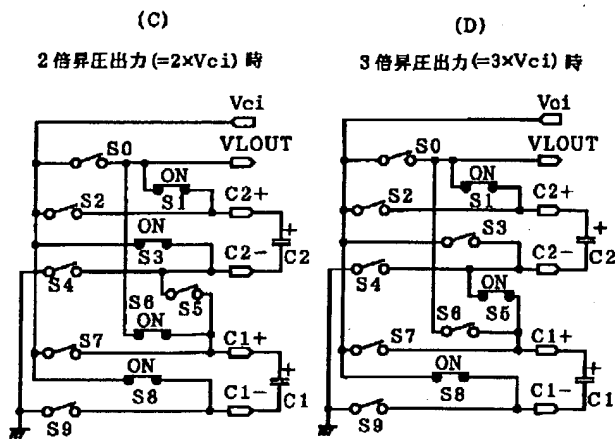 (C)
2倍昇圧出力(=2×Vci)時
Vci
S0
VLOUT
ON
S1
C2+
S2
ON
S3
C2-
+
C2
S4
S5
S6
ON
S7
C1+
ON
S8
C1-
+
C1
S9
(D)
3倍昇圧出力(=3×Vci)時
Vci
S0
VLOUT
ON
S1
C2+
S2
S3
C2-
+
C2
S4
ON
S5
S6
S7
C1+
ON
S8
C1-
+
C1
S9